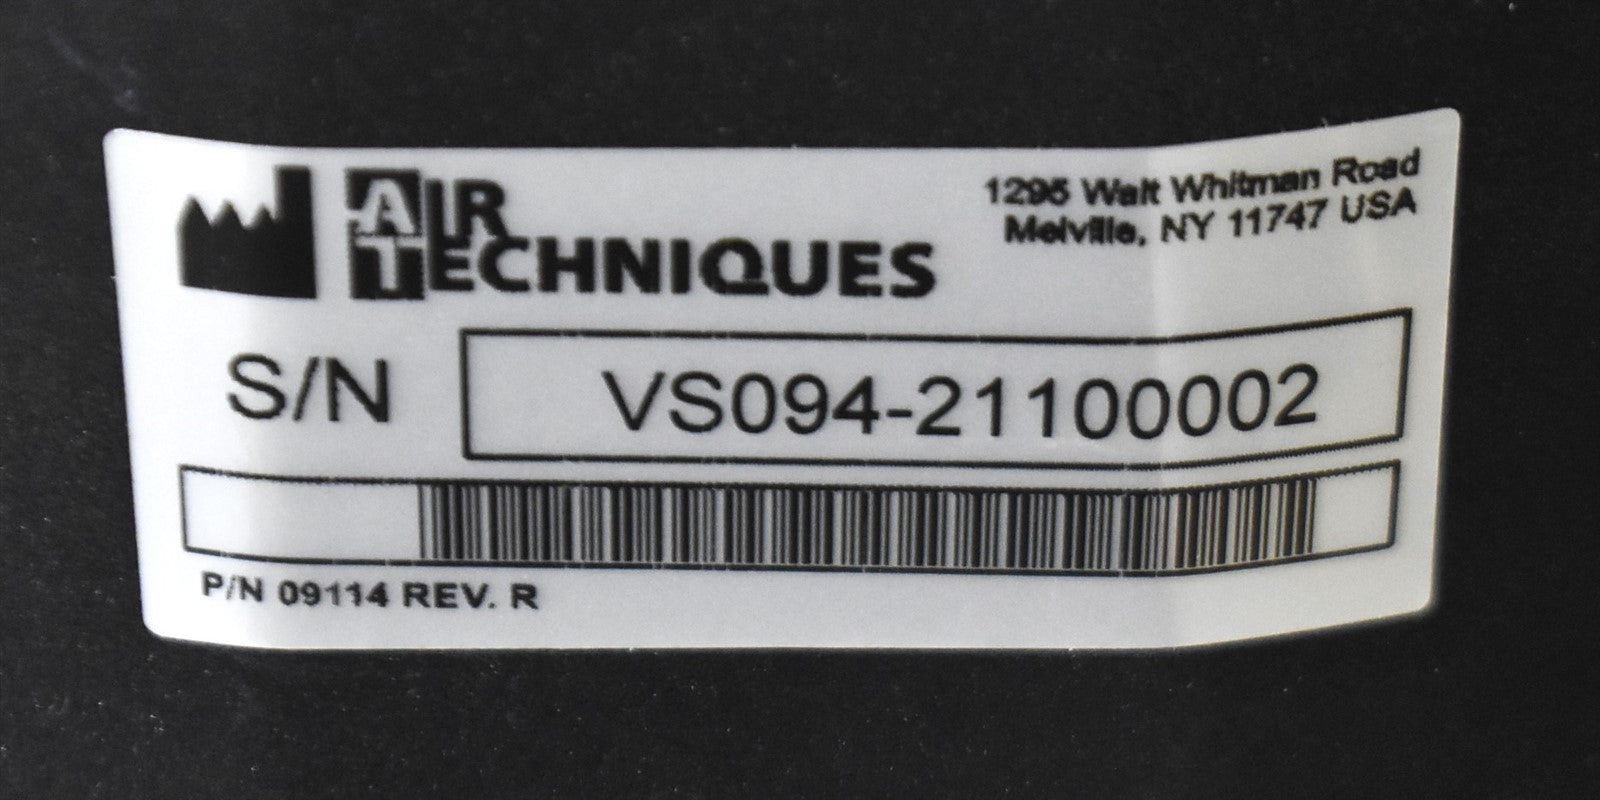 AIR
TECHNIQUES
1295 Walt Whitman Road
Melville, NY 11747 USA
S/N
VS094-21100002
P/N 09114 REV. R